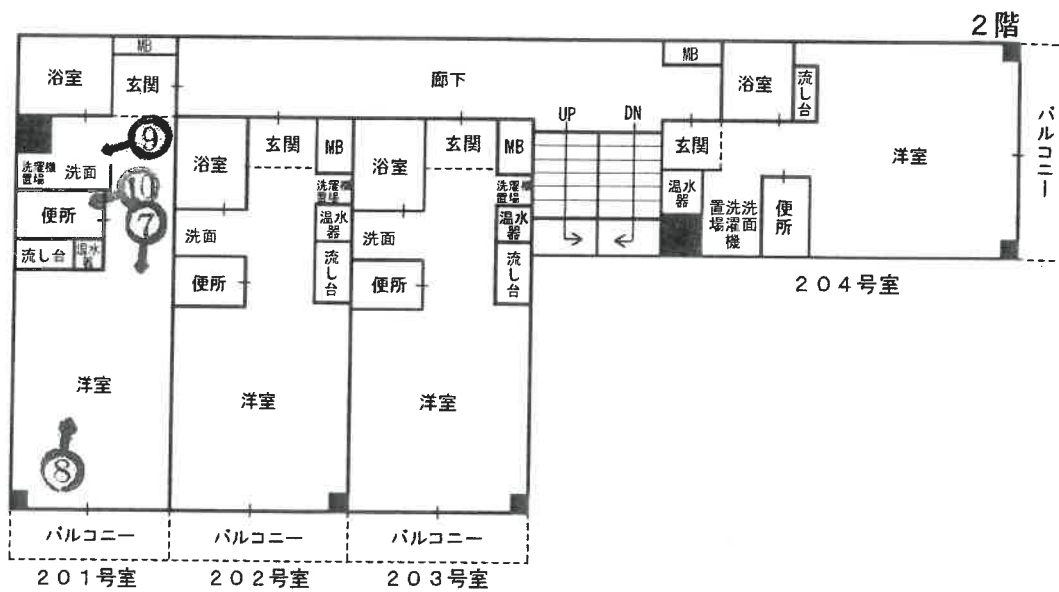 2階
MB
浴室
玄関
廊下
MB
浴室
流し台
UP
DN
⑨
玄関
MB
玄関
MB
玄関
洋室
バルコニー
浴室
浴室
洗濯機
置場
洗面
⑩
便所
⑦
洗濯機
置場
洗濯機
置場
温水
器
温水
器
温水
器
洗面
洗濯機
置場
便所
洗面
洗面
流し台
温水
便所
流し台
便所
流し台
204号室
洋室
洋室
洋室
⑧
バルコニー
バルコニー
バルコニー
201号室
202号室
203号室